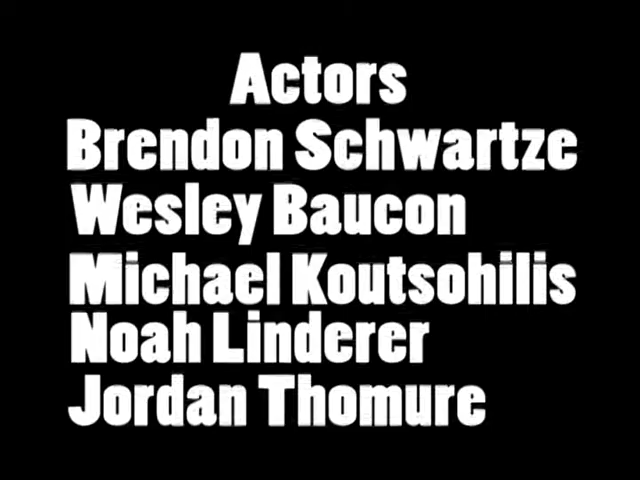 Actors
Brendon Schwartze
Wesley Baucon
Michael Koutsohilis
Noah Linderer
Jordan Thomure